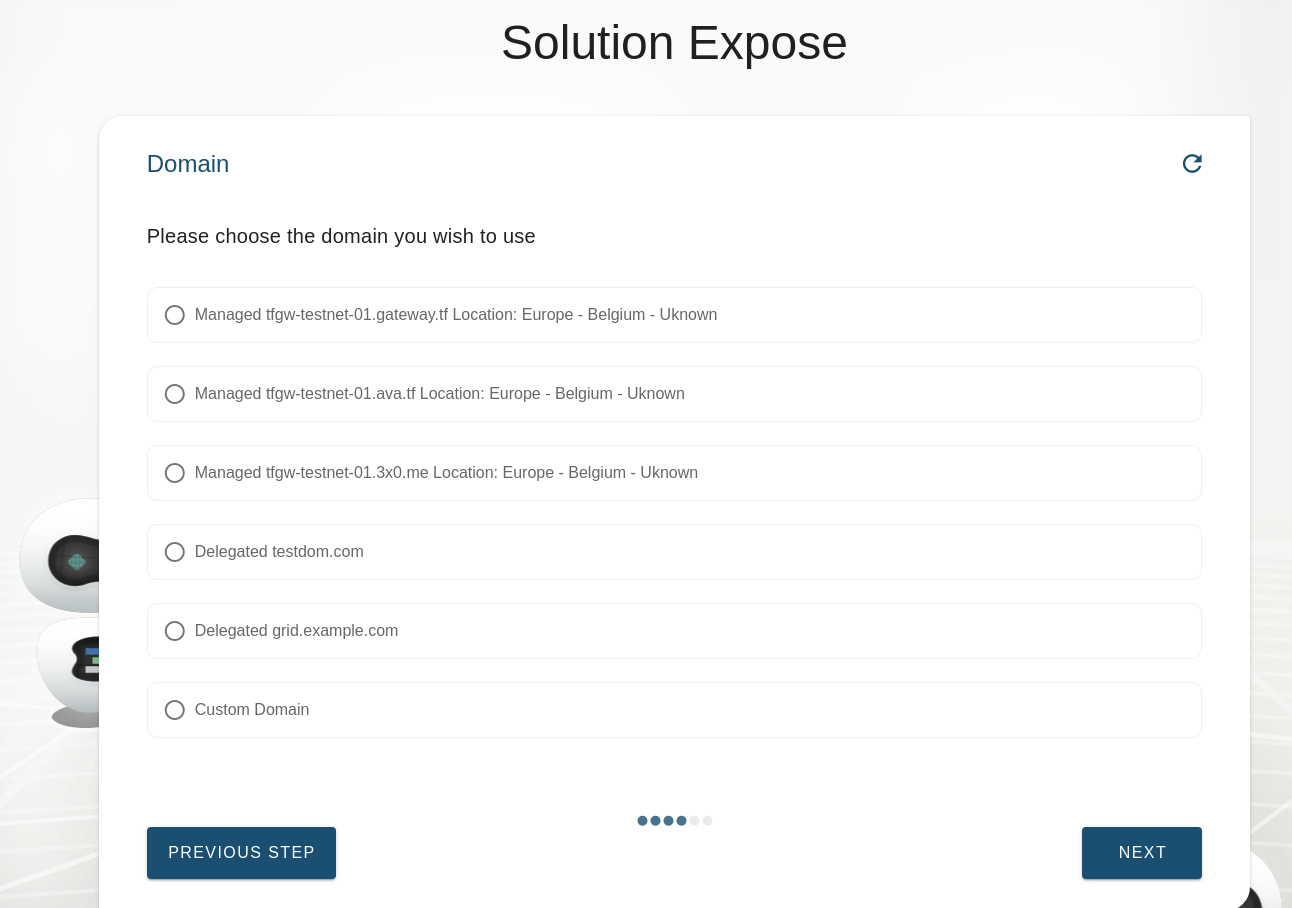 Solution Expose
Domain
Please choose the domain you wish to use
Managed tfgw-testnet-01.gateway.tf Location: Europe - Belgium - Uknown
Managed tfgw-testnet-01.ava.tf Location: Europe - Belgium - Uknown
Managed tfgw-testnet-01.3x0.me Location: Europe - Belgium - Uknown
Delegated testdom.com
Delegated grid.example.com
Custom Domain
PREVIOUS STEP
NEXT